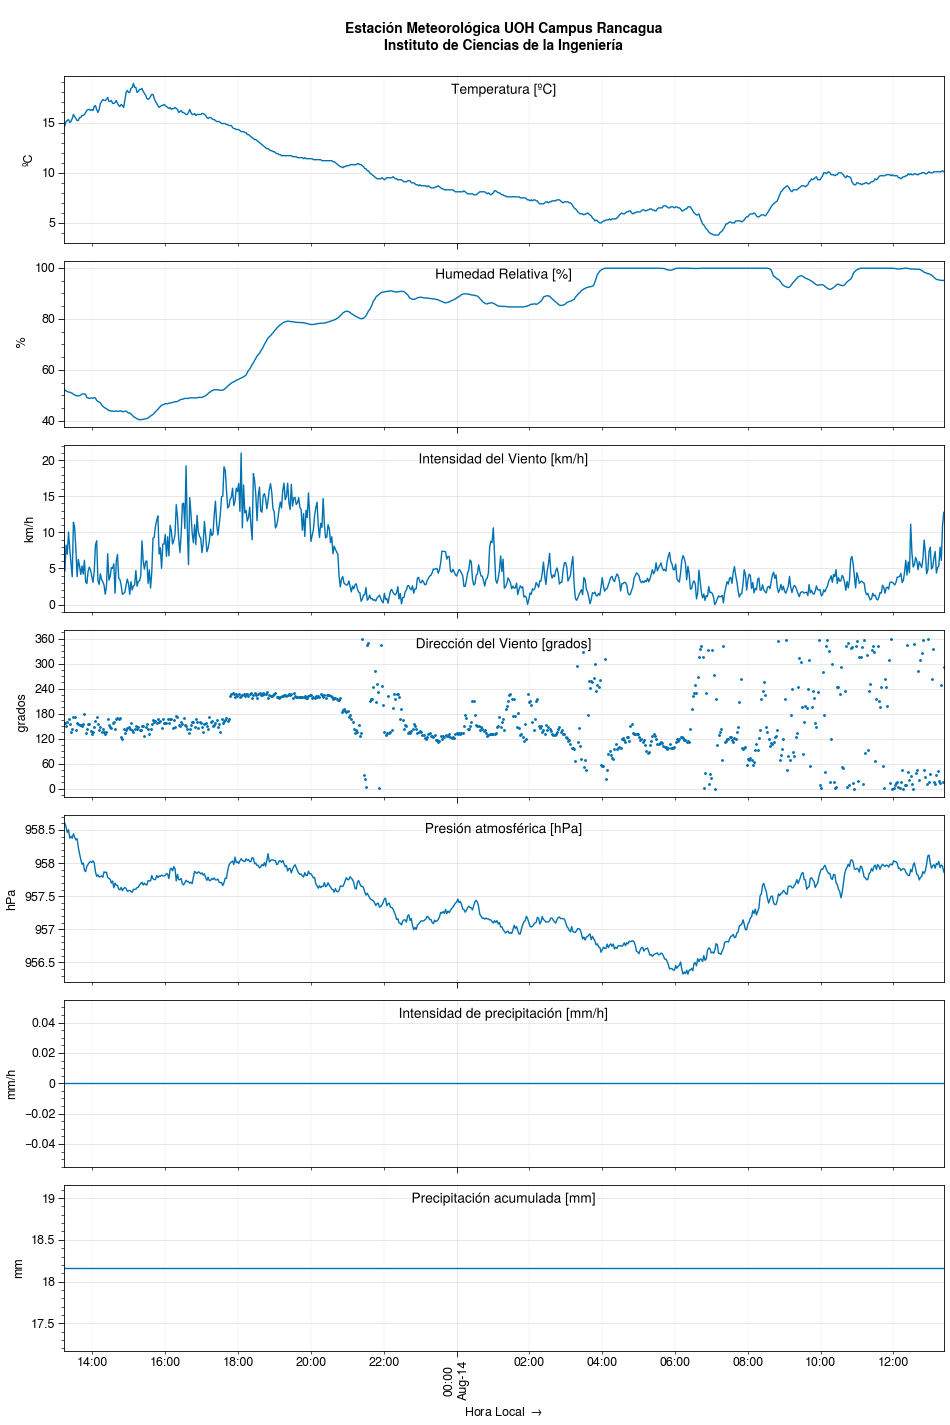 Estación Meteorológica UOH Campus Rancagua
Instituto de Ciencias de la Ingeniería
Temperatura [ºC]
ºC
15
10
5
Humedad Relativa [%]
%
100
80
60
40
Intensidad del Viento [km/h]
km/h
20
15
10
5
0
Dirección del Viento [grados]
grados
360
300
240
180
120
60
0
Presión atmosférica [hPa]
hPa
958.5
958
957.5
957
956.5
Intensidad de precipitación [mm/h]
mm/h
0.04
0.02
0
−0.02
−0.04
Precipitación acumulada [mm]
mm
19
18.5
18
17.5
14:00 16:00 18:00 20:00 22:00 00:00 02:00 04:00 06:00 08:00 10:00 12:00
Aug-14
Hora Local →